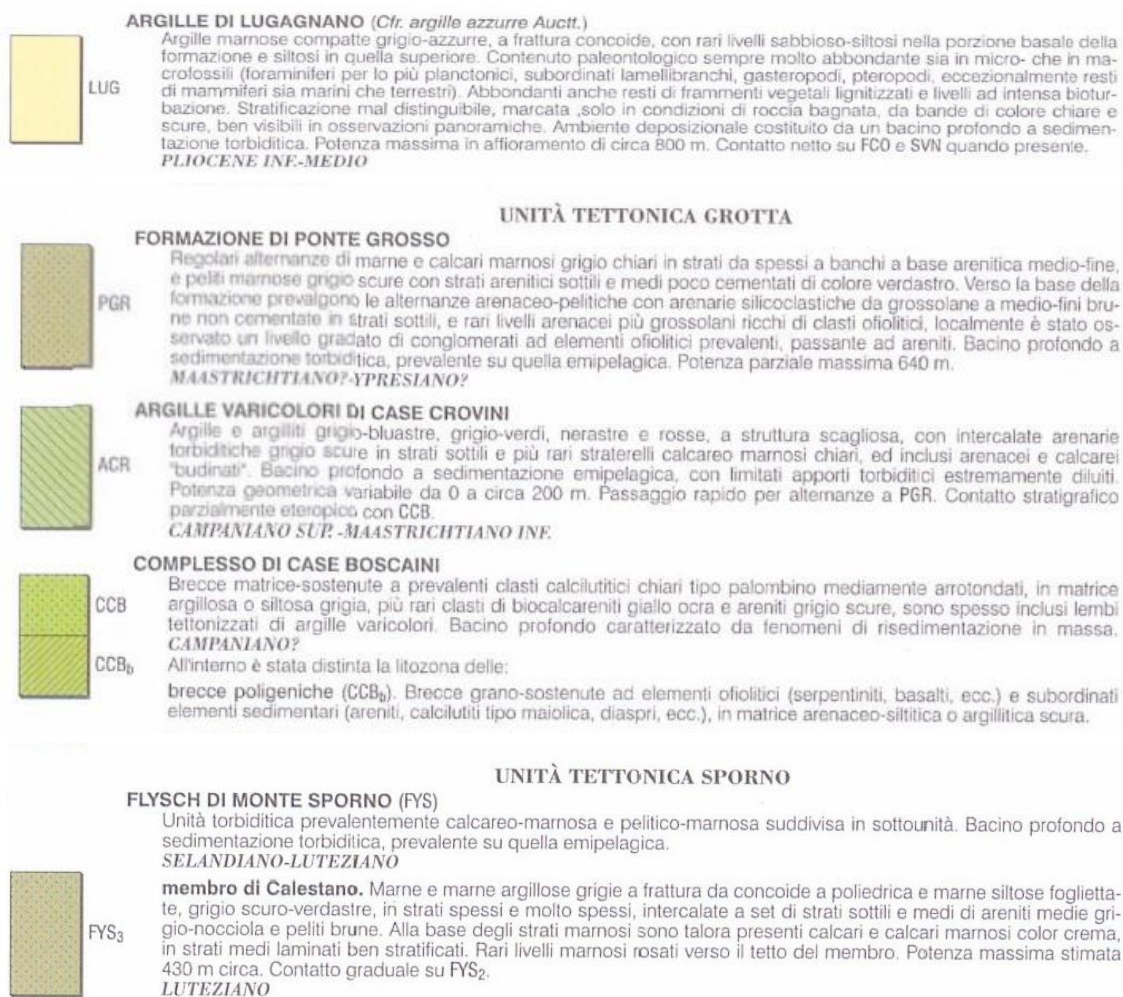 ARGILLE DI LUGAGNANO (Cfr. argille azzurre Auctt.)
Argille marnose compatte grigio-azzurre, a frattura concoide, con rari livelli sabbioso-siltosi nella porzione basale della
LUG
formazione e siltosi in quella superiore. Contenuto paleontologico sempre molto abbondante sia in micro- che in ma-
crofossili (foraminiferi per lo più planctonici, subordinati lamellibranchi, gasteropodi, pteropodi, eccezionalmente resti
di mammiferi sia marini che terrestri). Abbondanti anche resti di frammenti vegetali lignitizzati e livelli ad intensa biotur-
bazione. Stratificazione mal distinguibile, marcata ,solo in condizioni di roccia bagnata, da bande di colore chiare e
scure, ben visibili in osservazioni panoramiche. Ambiente deposizionale costituito da un bacino profondo a sedimen-
tazione torbiditica. Potenza massima in affioramento di circa 800 m. Contatto netto su FCO e SVN quando presente.
PLIOCENE INF.-MEDIO
UNITÀ TETTONICA GROTTA
FORMAZIONE DI PONTE GROSSO
Regolari alternanze di marne e calcari marnosi grigio chiari in strati da spessi a banchi a base arenitica medio-fine,
e peliti marnose grigio scure con strati arenitici sottili e medi poco cementati di colore verdastro. Verso la base della
PGR
formazione prevalgono le alternanze arenaceo-pelitiche con arenarie silicoclastiche da grossolane a medio-fini bru-
ne non cementate in strati sottili, e rari livelli arenacei più grossolani ricchi di clasti ofiolitici, localmente è stato os-
servato un livello gradato di conglomerati ad elementi ofiolitici prevalenti, passante ad areniti. Bacino profondo a
sedimentazione torbiditica, prevalente su quella emipelagica. Potenza parziale massima 640 m.
MAASTRICHTIANO?-YPRESIANO?
ARGILLE VARICOLORI DI CASE CROVINI
Argille e argilliti grigio-bluastre, grigio-verdi, nerastre e rosse, a struttura scagliosa, con intercalate arenarie
torbiditiche grigio scure in strati sottili e più rari straterelli calcareo marnosi chiari, ed inclusi arenacei e calcarei
ACR
"budinati". Bacino profondo a sedimentazione emipelagica, con limitati apporti torbiditici estremamente diluiti.
Potenza geometrica variabile da 0 a circa 200 m. Passaggio rapido per alternanze a PGR. Contatto stratigrafico
parzialmente eteropico con CCB.
CAMPANIANO SUP. -MAASTRICHTIANO INF.
COMPLESSO DI CASE BOSCAINI
Brecce matrice-sostenute a prevalenti clasti calcilutitici chiari tipo palombino mediamente arrotondati, in matrice
CCB
argillosa o siltosa grigia, più rari clasti di biocalcareniti giallo ocra e areniti grigio scure, sono spesso inclusi lembi
tettonizzati di argille varicolori. Bacino profondo caratterizzato da fenomeni di risedimentazione in massa.
CAMPANIANO?
CCBb
All'interno è stata distinta la litozona delle:
brecce poligeniche (CCBb). Brecce grano-sostenute ad elementi ofiolitici (serpentiniti, basalti, ecc.) e subordinati
elementi sedimentari (areniti, calcilutiti tipo maiolica, diaspri, ecc.), in matrice arenaceo-siltitica o argillitica scura.
UNITÀ TETTONICA SPORNO
FLYSCH DI MONTE SPORNO (FYS)
Unità torbiditica prevalentemente calcareo-marnosa e pelitico-marnosa suddivisa in sottounità. Bacino profondo a
sedimentazione torbiditica, prevalente su quella emipelagica.
SELANDIANO-LUTEZIANO
membro di Calestano. Marne e marne argillose grigie a frattura da concoide a poliedrica e marne siltose foglietta-
te, grigio scuro-verdastre, in strati spessi e molto spessi, intercalate a set di strati sottili e medi di areniti medie gri-
FYS3
gio-nocciola e peliti brune. Alla base degli strati marnosi sono talora presenti calcari e calcari marnosi color crema,
in strati medi laminati ben stratificati. Rari livelli marnosi rosati verso il tetto del membro. Potenza massima stimata
430 m circa. Contatto graduale su FYS2.
LUTEZIANO